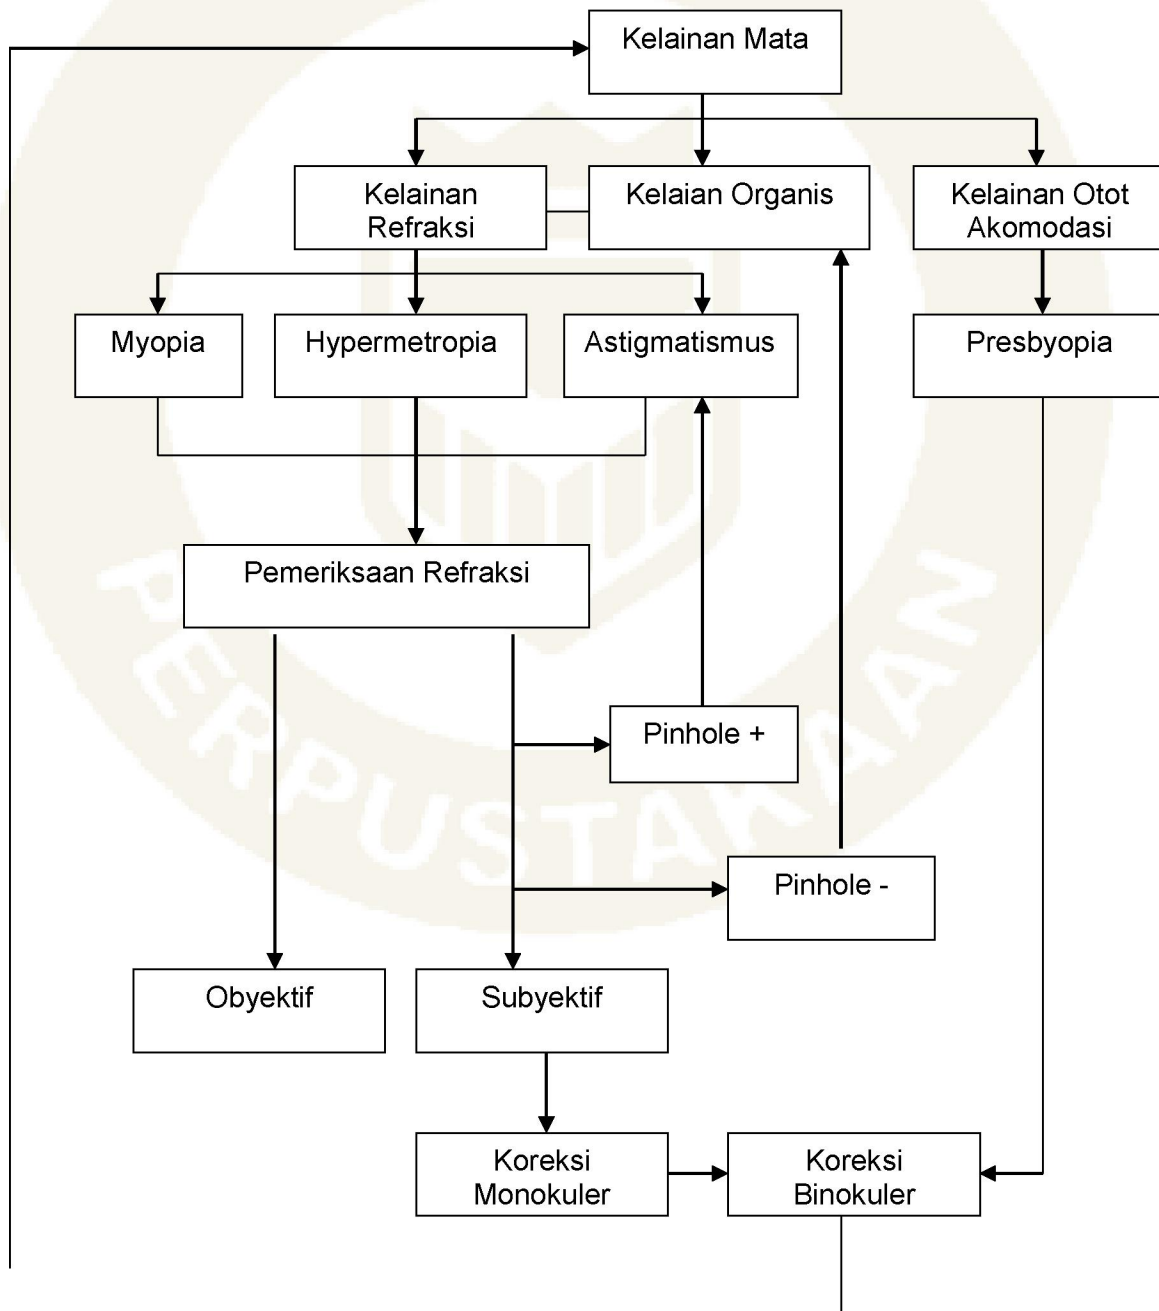 Kelainan Mata
Kelainan
Refraksi
Kelaian Organis
Kelainan Otot
Akomodasi
Myopia
Hypermetropia
Astigmatismus
Presbyopia
Pemeriksaan Refraksi
Pinhole +
Pinhole -
Obyektif
Subyektif
Koreksi
Monokuler
Koreksi
Binokuler
PERPUSTAKAAN